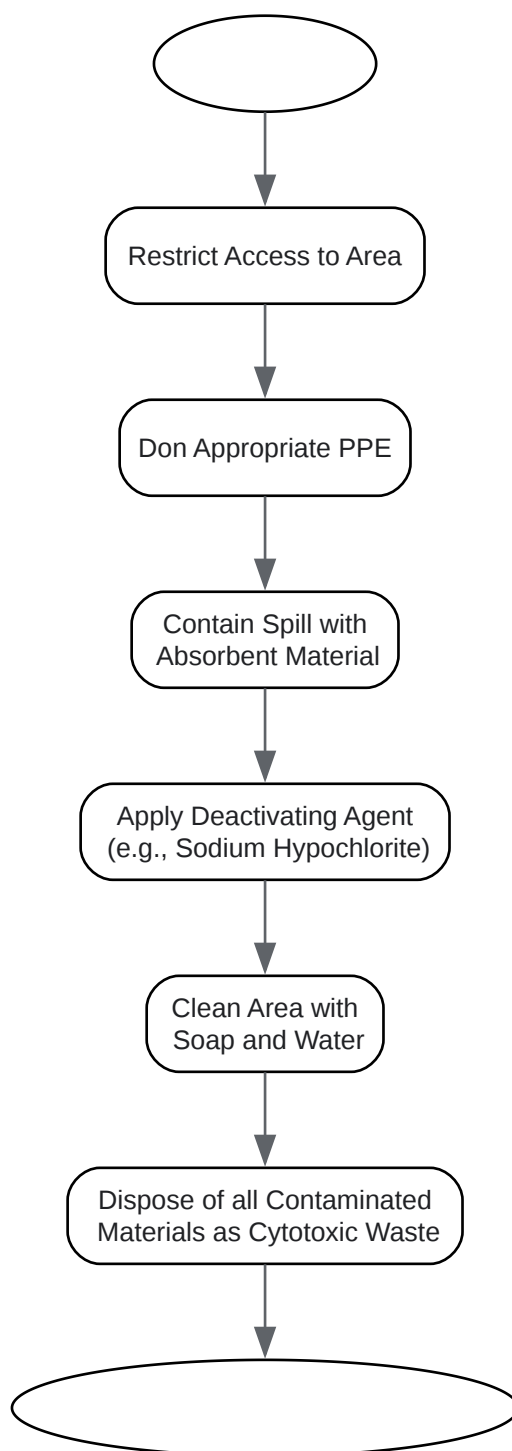 Restrict Access to Area
Don Appropriate PPE
Contain Spill with
Absorbent Material
Apply Deactivating Agent
(e.g., Sodium Hypochlorite)
Clean Area with
Soap and Water
Dispose of all Contaminated
Materials as Cytotoxic Waste